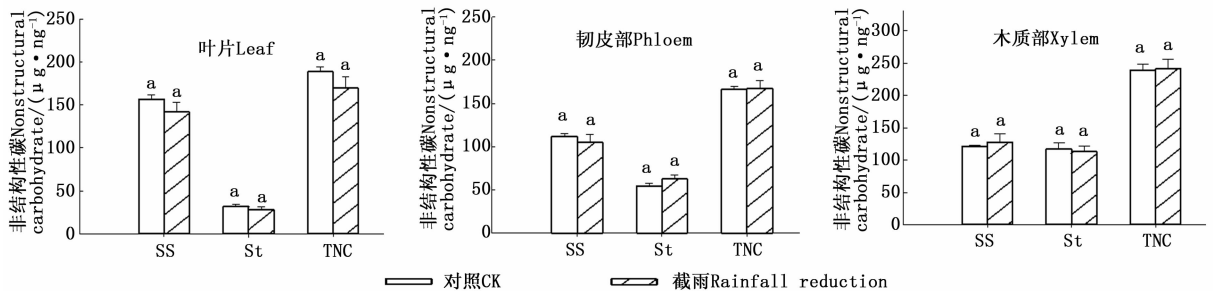 非结构性碳Nonstructural
carbohydrate/(μg·ng⁻¹)
250
200
150
100
50
0
叶片Leaf
a
a
a
a
a
a
SS
St
TNC
非结构性碳Nonstructural
carbohydrate/(μg·ng⁻¹)
250
200
150
100
50
0
韧皮部Phloem
a
a
a
a
a
a
SS
St
TNC
非结构性碳Nonstructural
carbohydrate/(μg·ng⁻¹)
300
250
200
150
100
50
0
木质部Xylem
a
a
a
a
a
a
SS
St
TNC
对照CK
截雨Rainfall reduction